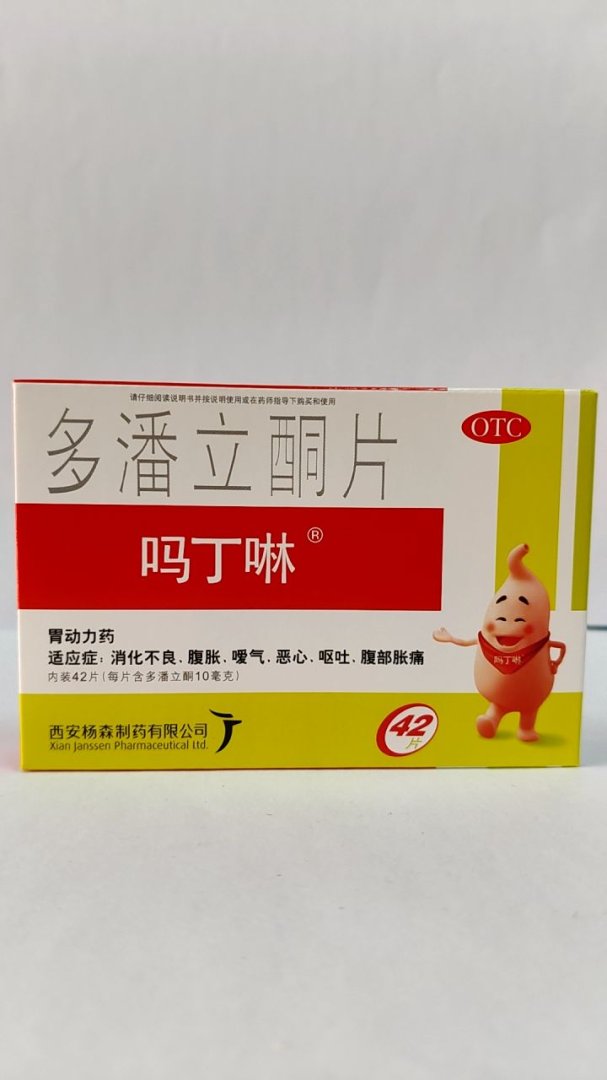 请仔细阅读说明书并按说明使用或在药师指导下购买和使用
多潘立酮片
OTC
吗丁啉®
胃动力药
适应症：消化不良、腹胀、嗳气、恶心、呕吐、腹部胀痛
内装42片(每片含多潘立酮10毫克)
吗丁啉
西安杨森制药有限公司
Xian Janssen Pharmaceutical Ltd.
42
片